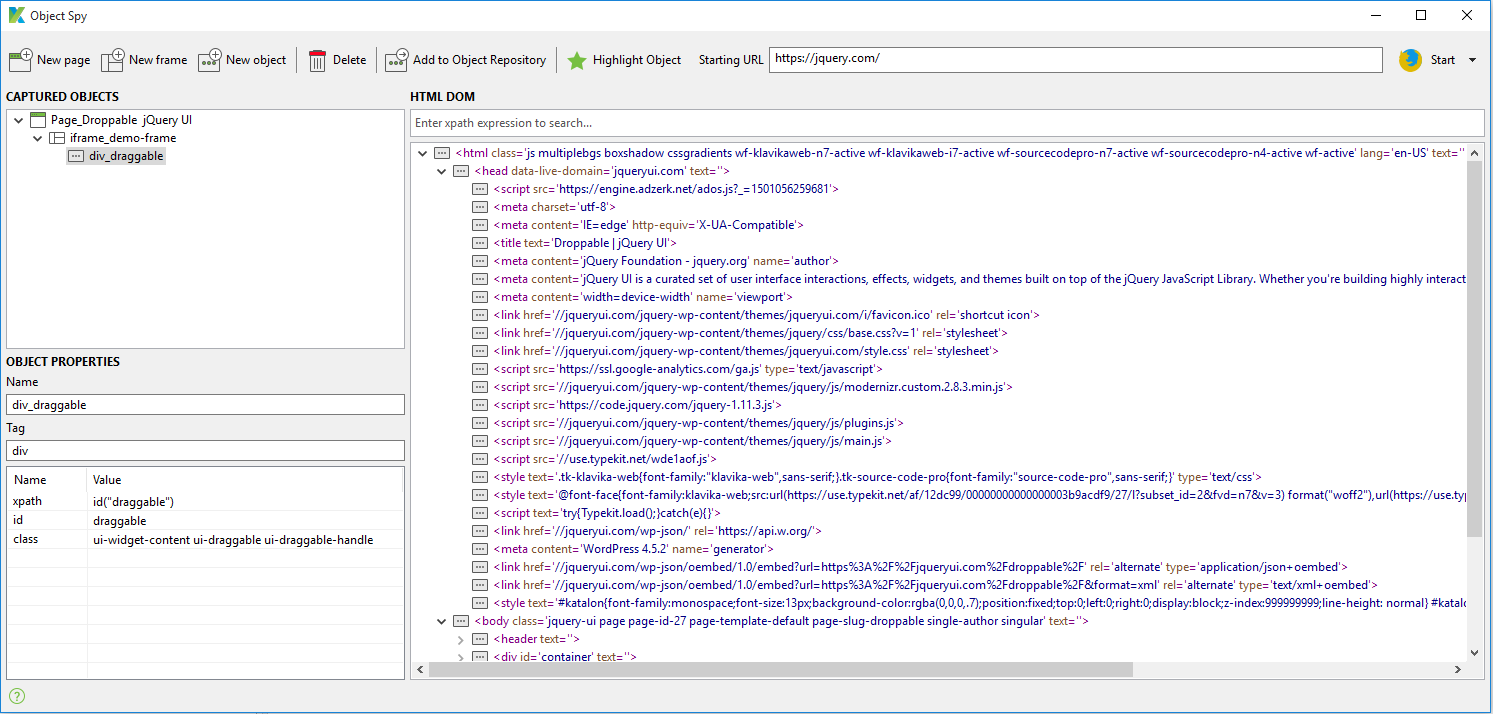 Object Spy
New page New frame New object Delete Add to Object Repository Highlight Object Starting URL https://jquery.com/ Start
CAPTURED OBJECTS
Page_Droppable jQuery UI
iframe_demo-frame
div_draggable
OBJECT PROPERTIES
Name
div_draggable
Tag
div
Name Value
xpath id("draggable")
id draggable
class ui-widget-content ui-draggable ui-draggable-handle
HTML DOM
Enter xpath expression to search...
<html class='js multiplebgs boxshadow cssgradients wf-klavikaweb-n7-active wf-klavikaweb-i7-active wf-sourcecodepro-n7-active wf-sourcecodepro-n4-active wf-active' lang='en-US' text=''
<head data-live-domain='jqueryui.com' text=''>
<script src='https://engine.adzerk.net/ados.js?_=1501056259681'>
<meta charset='utf-8'>
<meta content='IE=edge' http-equiv='X-UA-Compatible'>
<title text='Droppable | jQuery UI'>
<meta content='jQuery Foundation - jquery.org' name='author'>
<meta content='jQuery UI is a curated set of user interface interactions, effects, widgets, and themes built on top of the jQuery JavaScript Library. Whether you're building highly interact
<meta content='width=device-width' name='viewport'>
<link href='//jqueryui.com/jquery-wp-content/themes/jqueryui.com/i/favicon.ico' rel='shortcut icon'>
<link href='//jqueryui.com/jquery-wp-content/themes/jquery/css/base.css?v=1' rel='stylesheet'>
<link href='//jqueryui.com/jquery-wp-content/themes/jqueryui.com/style.css' rel='stylesheet'>
<script src='https://ssl.google-analytics.com/ga.js' type='text/javascript'>
<script src='//jqueryui.com/jquery-wp-content/themes/jquery/js/modernizr.custom.2.8.3.min.js'>
<script src='https://code.jquery.com/jquery-1.11.3.js'>
<script src='//jqueryui.com/jquery-wp-content/themes/jquery/js/plugins.js'>
<script src='//jqueryui.com/jquery-wp-content/themes/jquery/js/main.js'>
<script src='//use.typekit.net/wde1aof.js'>
<style text='.tk-klavika-web{font-family:"klavika-web",sans-serif;}.tk-source-code-pro{font-family:"source-code-pro",sans-serif;}' type='text/css'>
<style text='@font-face{font-family:klavika-web;src:url(https://use.typekit.net/af/12dc99/00000000000000003b9acdf9/27/l?subset_id=2&fvd=n7&v=3) format("woff2"),url(https://use.typ
<script text='try{Typekit.load();}catch(e){}'>
<link href='//jqueryui.com/wp-json/' rel='https://api.w.org/'>
<meta content='WordPress 4.5.2' name='generator'>
<link href='//jqueryui.com/wp-json/oembed/1.0/embed?url=https%3A%2F%2Fjqueryui.com%2Fdroppable%2F' rel='alternate' type='application/json+oembed'>
<link href='//jqueryui.com/wp-json/oembed/1.0/embed?url=https%3A%2F%2Fjqueryui.com%2Fdroppable%2F&format=xml' rel='alternate' type='text/xml+oembed'>
<style text='#katalon{font-family:monospace;font-size:13px;background-color:rgba(0,0,0,.7);position:fixed;top:0;left:0;right:0;display:block;z-index:999999999;line-height: normal} #katalo
<body class='jquery-ui page page-id-27 page-template-default page-slug-droppable single-author singular' text=''>
<header text=''>
<div id='container' text=''>